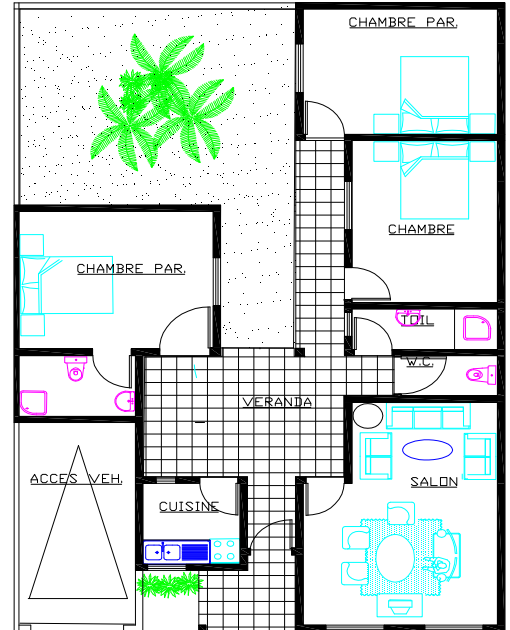 CHAMBRE PAR.
CHAMBRE
CHAMBRE PAR.
TOIL
W.C.
VERANDA
ACCES VEH.
SALON
CUISINE